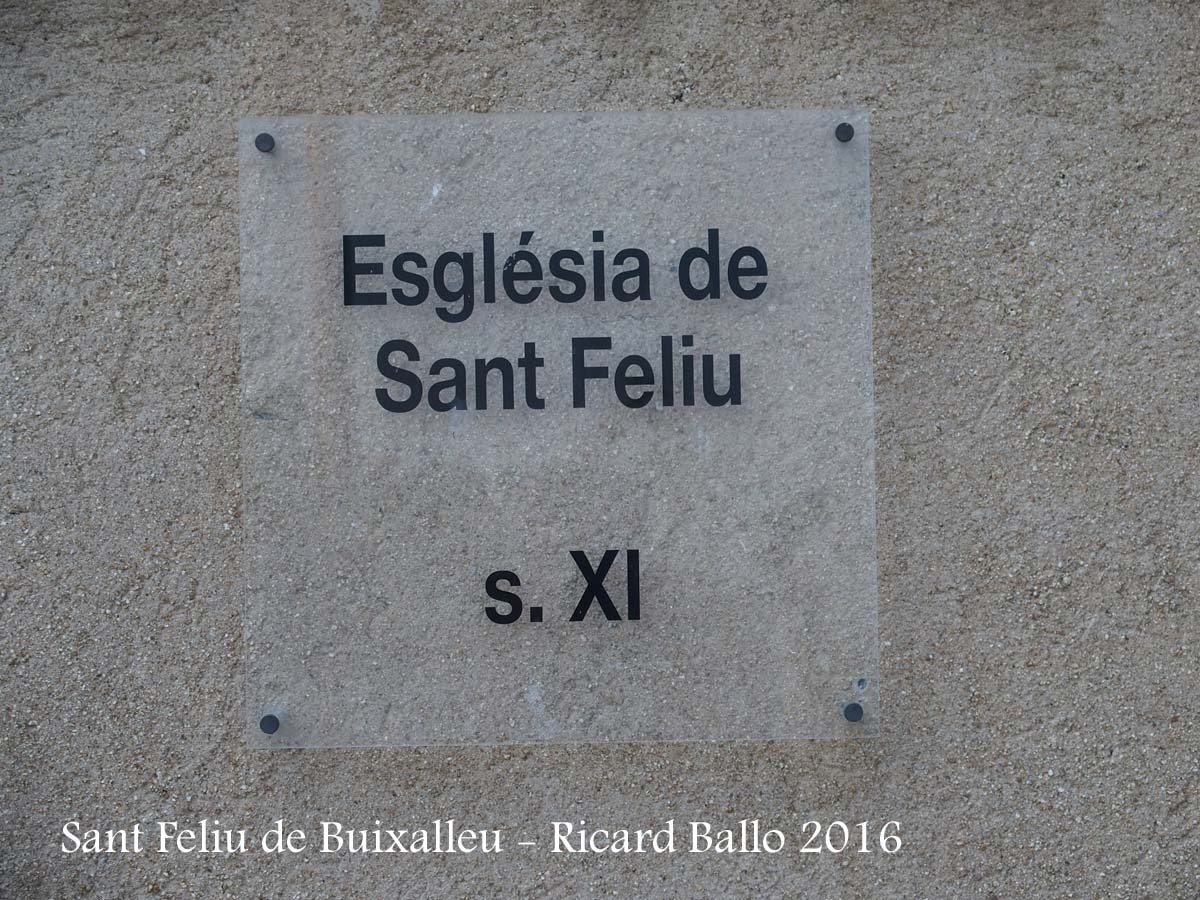 Església de
Sant Feliu
s. XI
Sant Feliu de Buixalleu - Ricard Ballo 2016